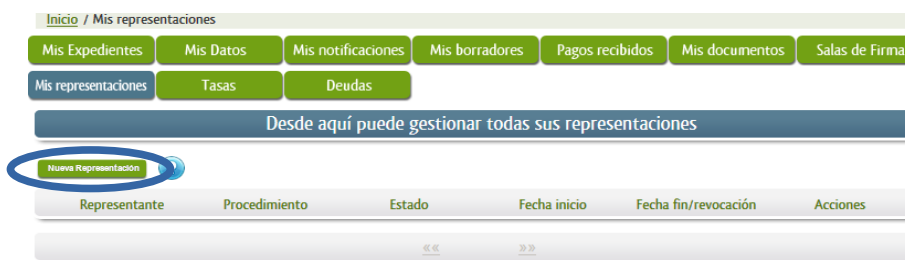 Inicio / Mis representaciones
Mis Expedientes Mis Datos Mis notificaciones Mis borradores Pagos recibidos Mis documentos Salas de Firma
Mis representaciones Tasas Deudas
Desde aquí puede gestionar todas sus representaciones
Nueva Representación
Representante Procedimiento Estado Fecha inicio Fecha fin/revocación Acciones
«« »»